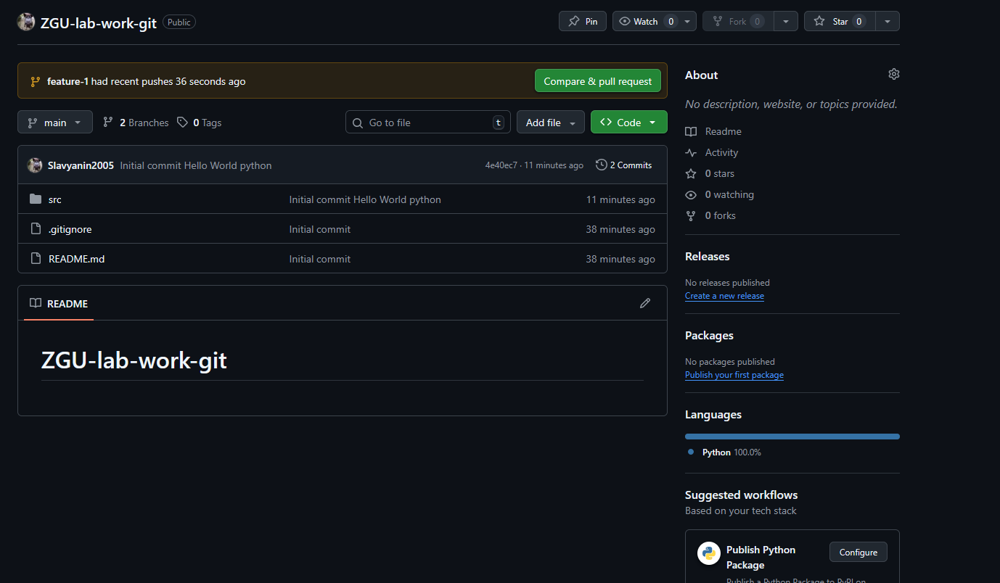 ZGU-lab-work-git Public Pin Watch 0 Fork 0 Star 0
feature-1 had recent pushes 36 seconds ago Compare & pull request
main 2 Branches 0 Tags Go to file t Add file Code
Slavyanin2005 Initial commit Hello World python 4e40ec7 · 11 minutes ago 2 Commits
src Initial commit Hello World python 11 minutes ago
.gitignore Initial commit 38 minutes ago
README.md Initial commit 38 minutes ago
README
ZGU-lab-work-git
About
No description, website, or topics provided.
Readme
Activity
0 stars
0 watching
0 forks
Releases
No releases published
Create a new release
Packages
No packages published
Publish your first package
Languages
Python 100.0%
Suggested workflows
Based on your tech stack
Publish Python
Package
Configure
Publish a Python Package to PyPI on